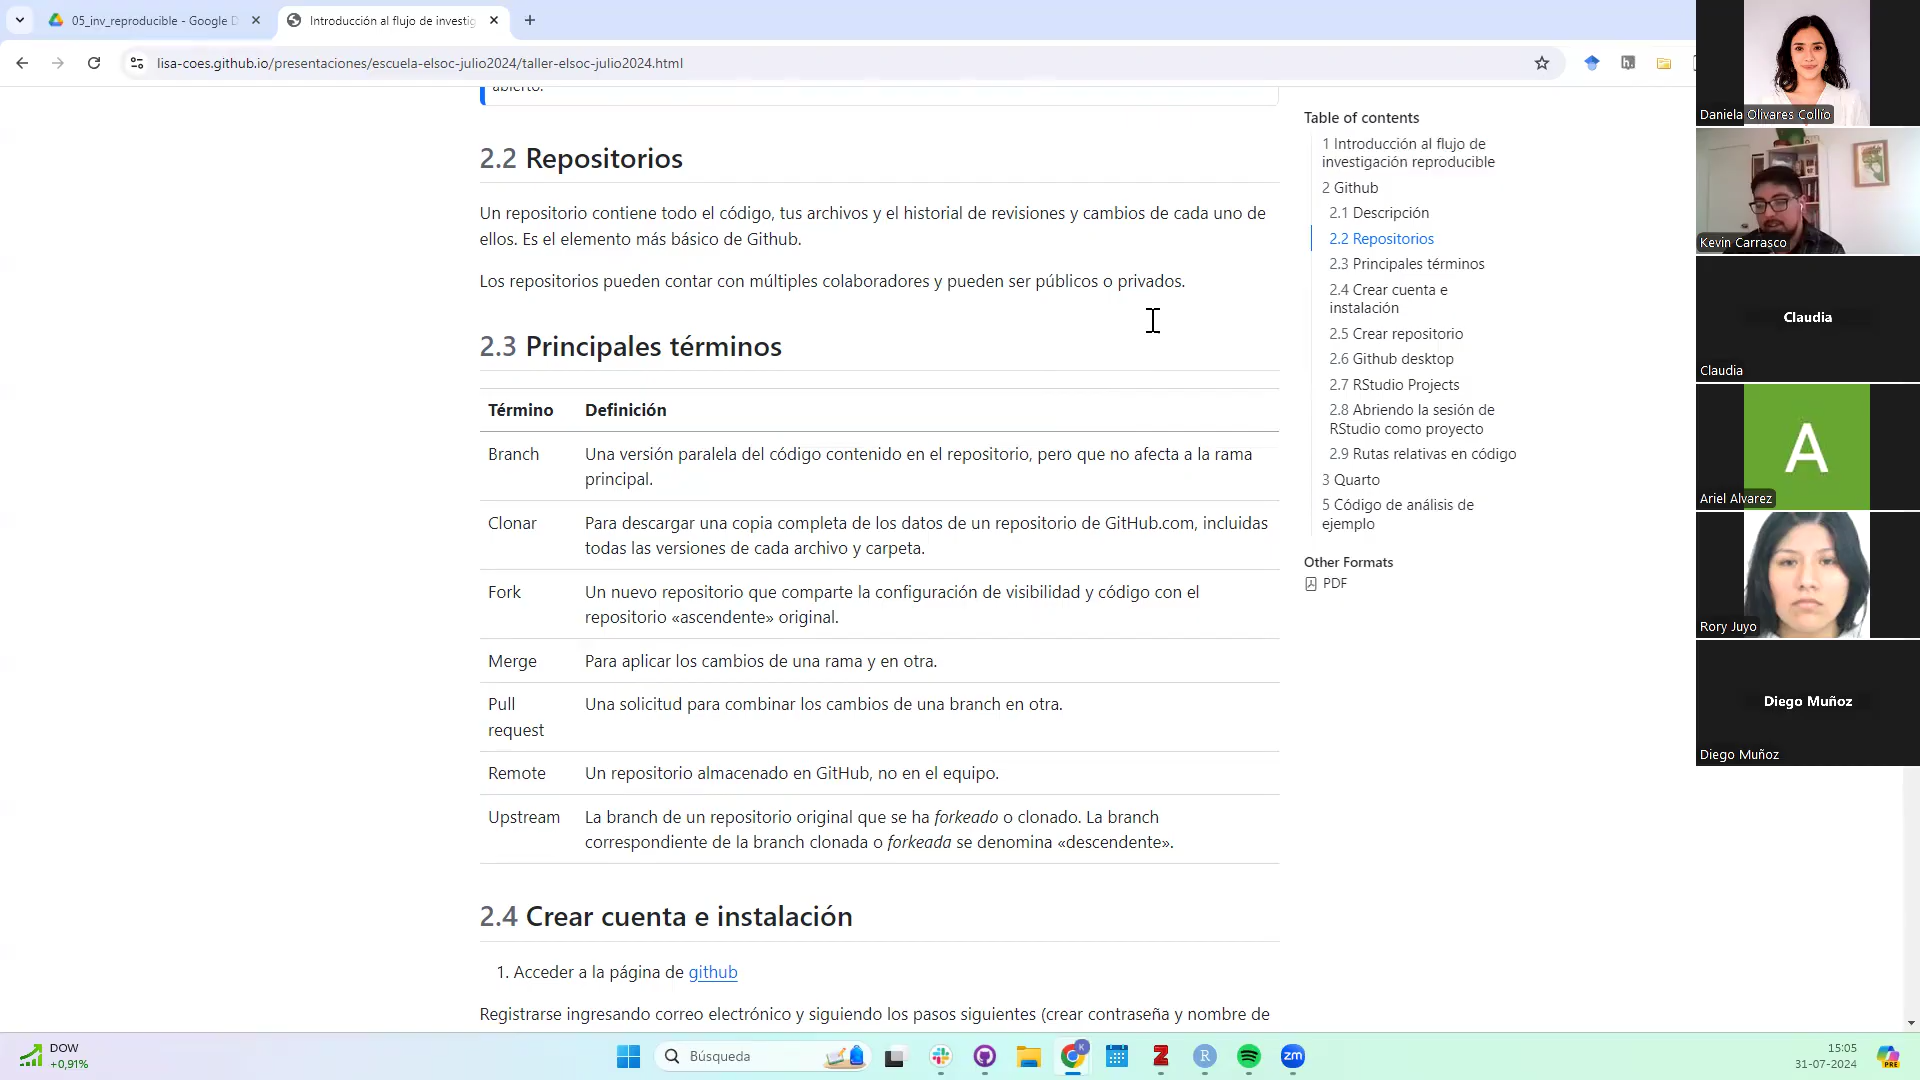 05_inv_reproducible - Google D
Introducción al flujo de investig
lisa-coes.github.io/presentaciones/escuela-elsoc-julio2024/taller-elsoc-julio2024.html
abierto.
2.2 Repositorios
Un repositorio contiene todo el código, tus archivos y el historial de revisiones y cambios de cada uno de
ellos. Es el elemento más básico de Github.
Los repositorios pueden contar con múltiples colaboradores y pueden ser públicos o privados.
2.3 Principales términos
Término Definición
Branch Una versión paralela del código contenido en el repositorio, pero que no afecta a la rama
principal.
Clonar Para descargar una copia completa de los datos de un repositorio de GitHub.com, incluidas
todas las versiones de cada archivo y carpeta.
Fork Un nuevo repositorio que comparte la configuración de visibilidad y código con el
repositorio «ascendente» original.
Merge Para aplicar los cambios de una rama y en otra.
Pull Una solicitud para combinar los cambios de una branch en otra.
request
Remote Un repositorio almacenado en GitHub, no en el equipo.
Upstream La branch de un repositorio original que se ha forkeado o clonado. La branch
correspondiente de la branch clonada o forkeada se denomina «descendente».
2.4 Crear cuenta e instalación
1. Acceder a la página de github
Registrarse ingresando correo electrónico y siguiendo los pasos siguientes (crear contraseña y nombre de
Table of contents
1 Introducción al flujo de
investigación reproducible
2 Github
2.1 Descripción
2.2 Repositorios
2.3 Principales términos
2.4 Crear cuenta e
instalación
2.5 Crear repositorio
2.6 Github desktop
2.7 RStudio Projects
2.8 Abriendo la sesión de
RStudio como proyecto
2.9 Rutas relativas en código
3 Quarto
5 Código de análisis de
ejemplo
Other Formats
PDF
Daniela Olivares Collío
Kevin Carrasco
Claudia
Claudia
A
Ariel Alvarez
Rory Juyo
Diego Muñoz
Diego Muñoz
DOW
+0,91%
Búsqueda
K
Z
R
zm
15:05
31-07-2024
PRE